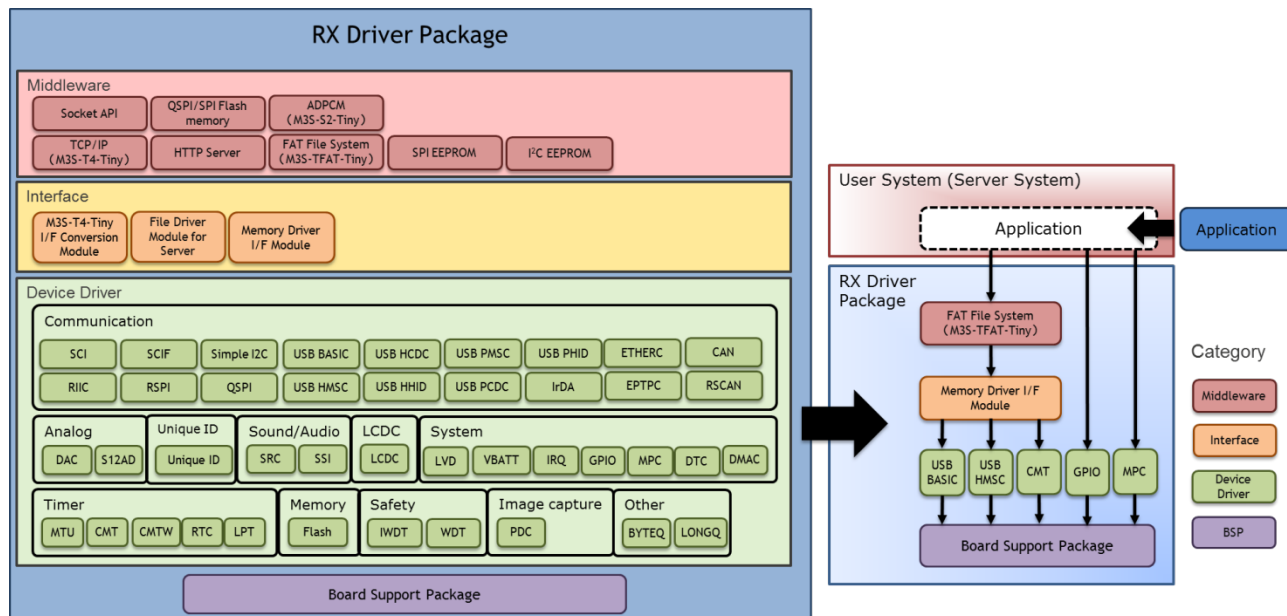 RX Driver Package
Middleware
Socket API
QSPI/SPI Flash
memory
ADPCM
(M3S-S2-Tiny)
TCP/IP
(M3S-T4-Tiny)
HTTP Server
FAT File System
(M3S-TFAT-Tiny)
SPI EEPROM
I²C EEPROM
Interface
M3S-T4-Tiny
I/F Conversion
Module
File Driver
Module for
Server
Memory Driver
I/F Module
Device Driver
Communication
SCI
SCIF
Simple I2C
USB BASIC
USB HCDC
USB PMSC
USB PHID
ETHERC
CAN
RIIC
RSPI
QSPI
USB HMSC
USB HHID
USB PCDC
IrDA
EPTPC
RSCAN
Analog
DAC
S12AD
Unique ID
Unique ID
Sound/Audio
SRC
SSI
LCDC
LCDC
System
LVD
VBATT
IRQ
GPIO
MPC
DTC
DMAC
Timer
MTU
CMT
CMTW
RTC
LPT
Memory
Flash
Safety
IWDT
WDT
Image capture
PDC
Other
BYTEQ
LONGQ
Board Support Package
User System (Server System)
Application
Application
RX Driver
Package
FAT File System
(M3S-TFAT-Tiny)
Memory Driver I/F
Module
USB
BASIC
USB
HMSC
CMT
GPIO
MPC
Board Support Package
Category
Middleware
Interface
Device
Driver
BSP